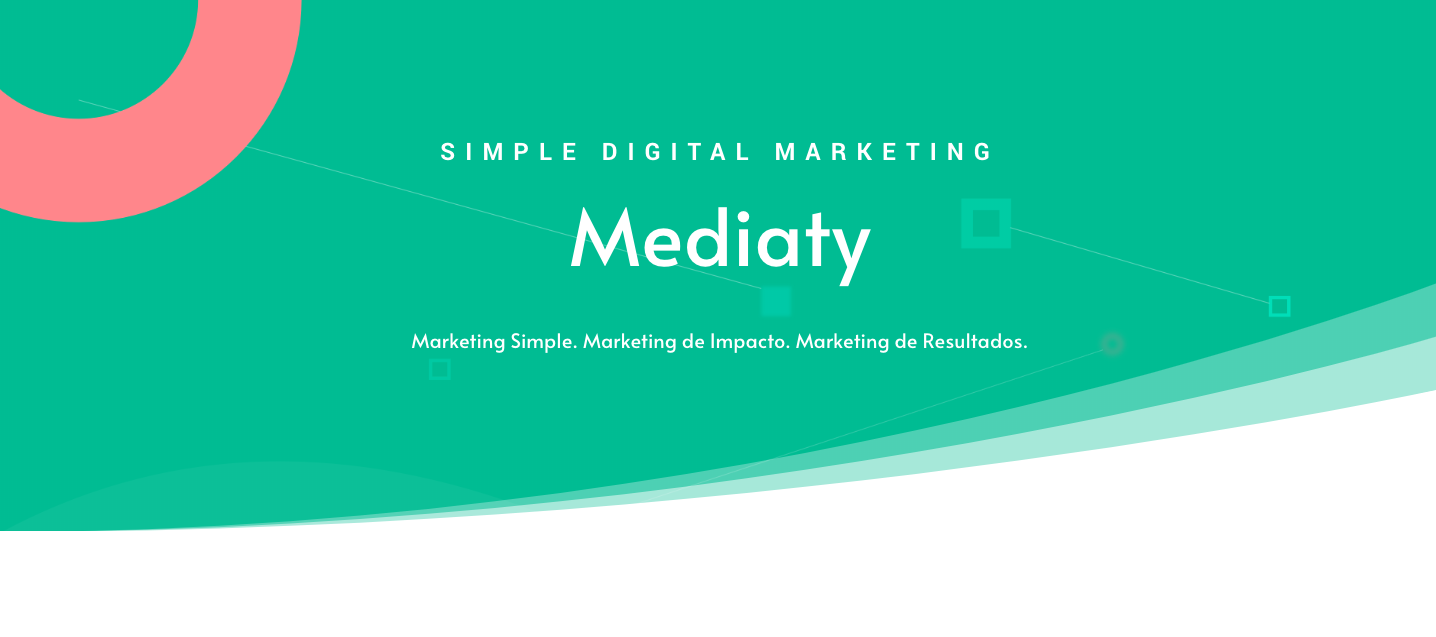 SIMPLE DIGITAL MARKETING
Mediaty
Marketing Simple. Marketing de Impacto. Marketing de Resultados.